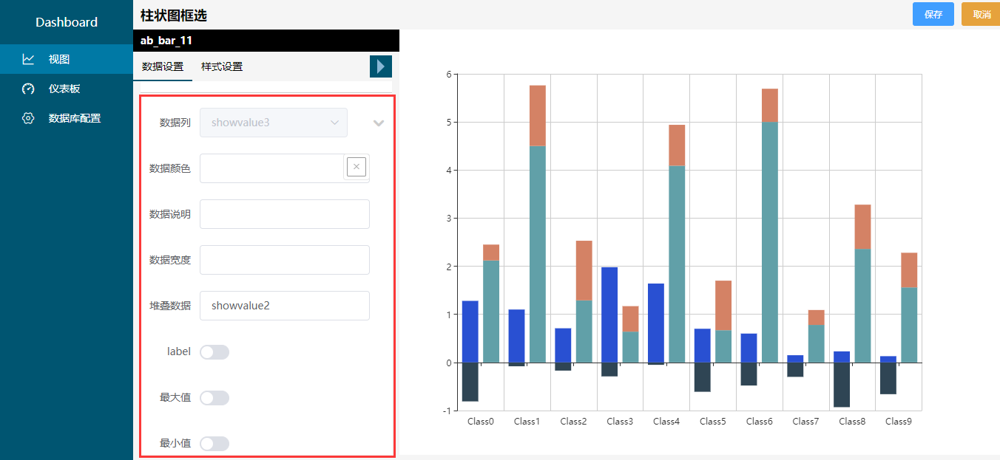 Dashboard
视图
仪表板
数据库配置
柱状图框选
保存
取消
ab_bar_11
数据设置
样式设置
数据列
showvalue3
数据颜色
数据说明
数据宽度
堆叠数据
showvalue2
label
最大值
最小值
6
5
4
3
2
1
0
-1
Class0 Class1 Class2 Class3 Class4 Class5 Class6 Class7 Class8 Class9